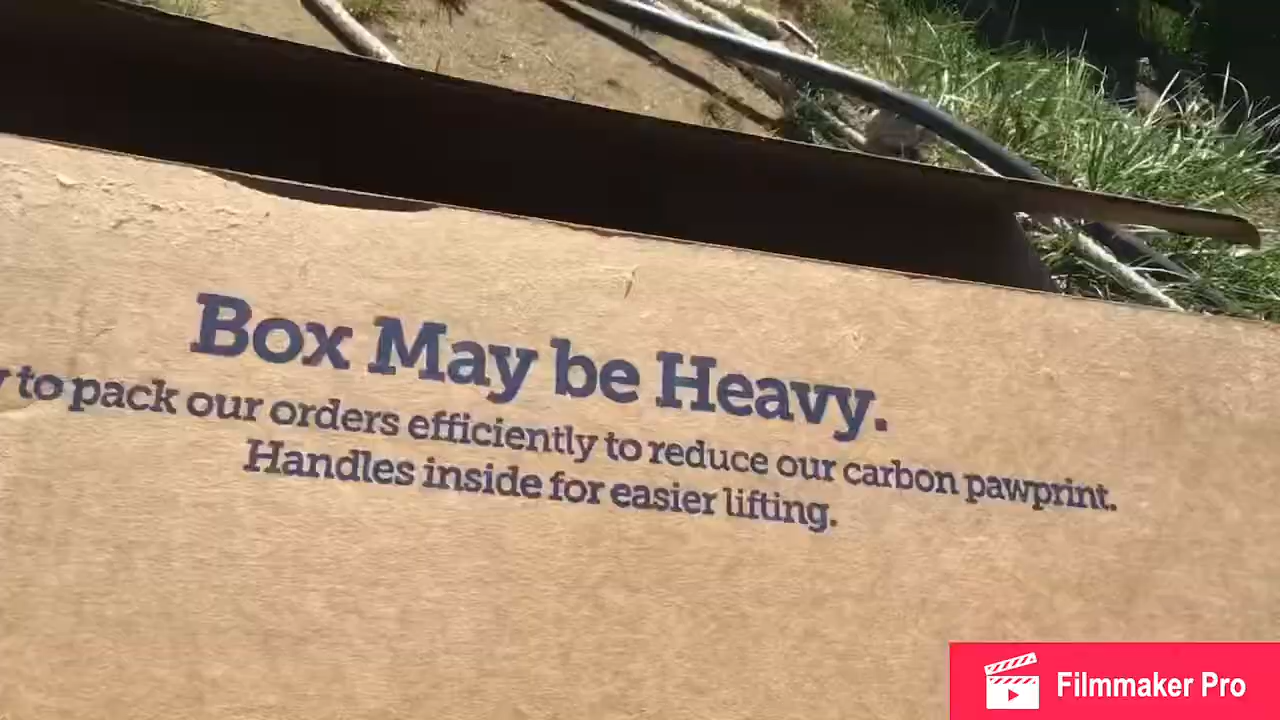 Box May be Heavy.
to pack our orders efficiently to reduce our carbon pawprint.
Handles inside for easier lifting.
Filmmaker Pro